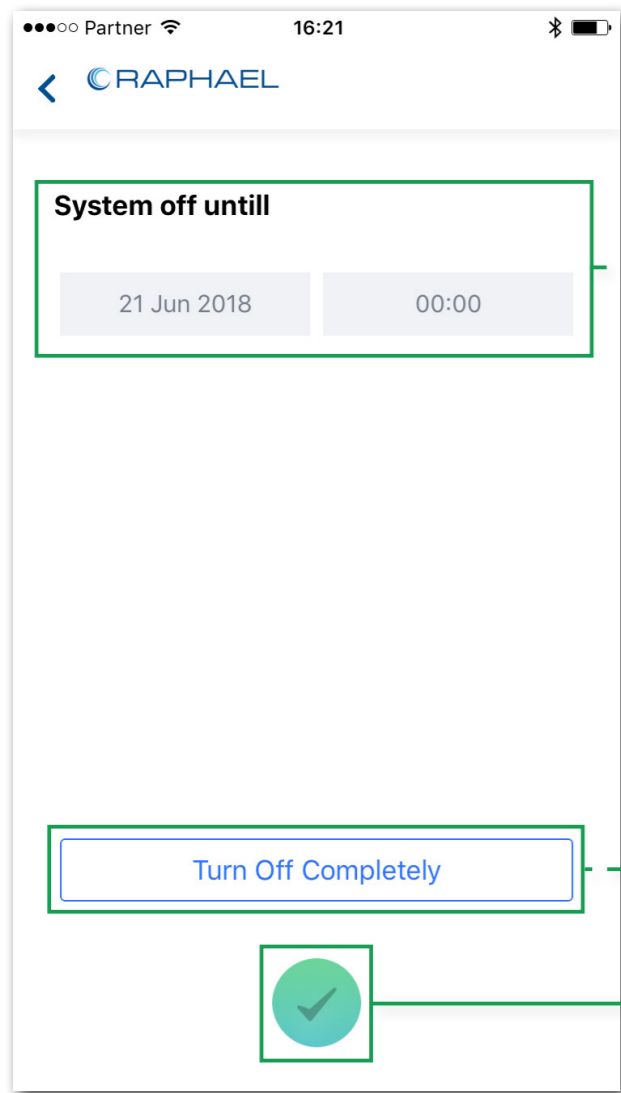 Partner 16:21
RAPHAEL
System off untill
21 Jun 2018 00:00
Turn Off Completely